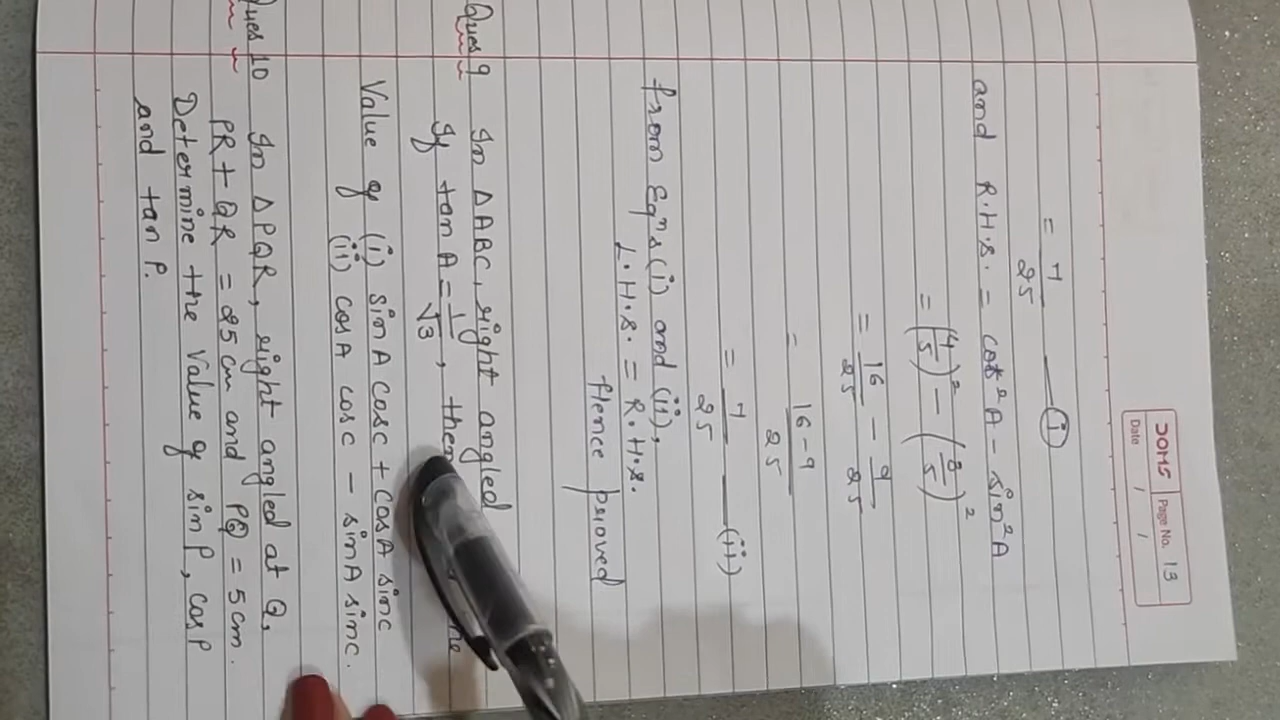 DOMS Page No. 13
Date / /
= 7/25 — (i)
and R.H.S. = cos²A - sin²A
= (4/5)² - (3/5)²
= 16/25 - 9/25
= 16-9/25
= 7/25 — (ii)
from Eqⁿs (i) and (ii),
L.H.S. = R.H.S.
Hence proved
Ques 9 In △ABC, right angled
If tan A = 1/√3, then
Value of (i) sin A cos C + cos A sin C
(ii) cos A cos C - sin A sin C.
Ques 10 In △PQR, right angled at Q,
PR + QR = 25 cm and PQ = 5 cm.
Determine the Value of sin P, cos P
and tan P.